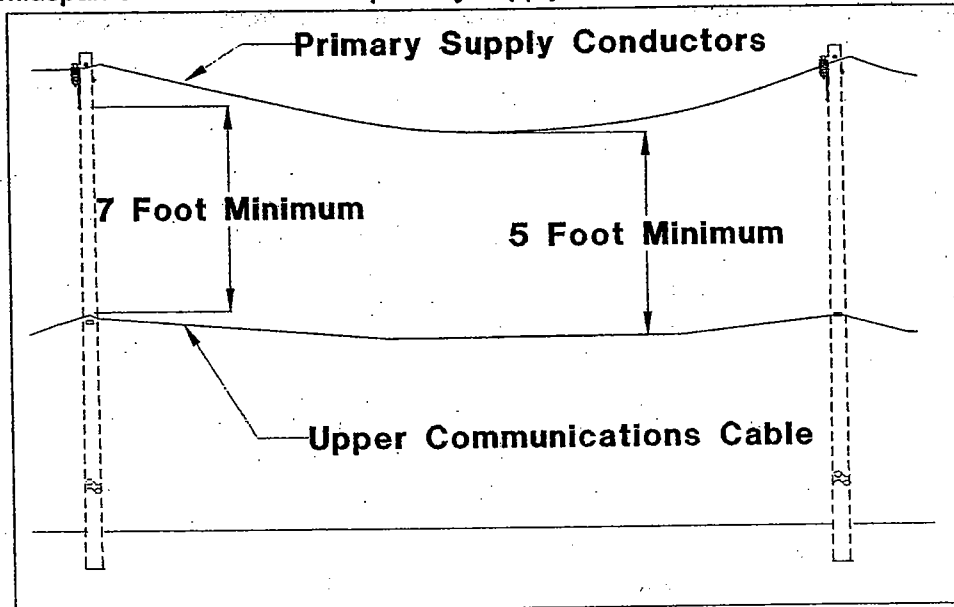 Primary Supply Conductors
7 Foot Minimum
5 Foot Minimum
Upper Communications Cable